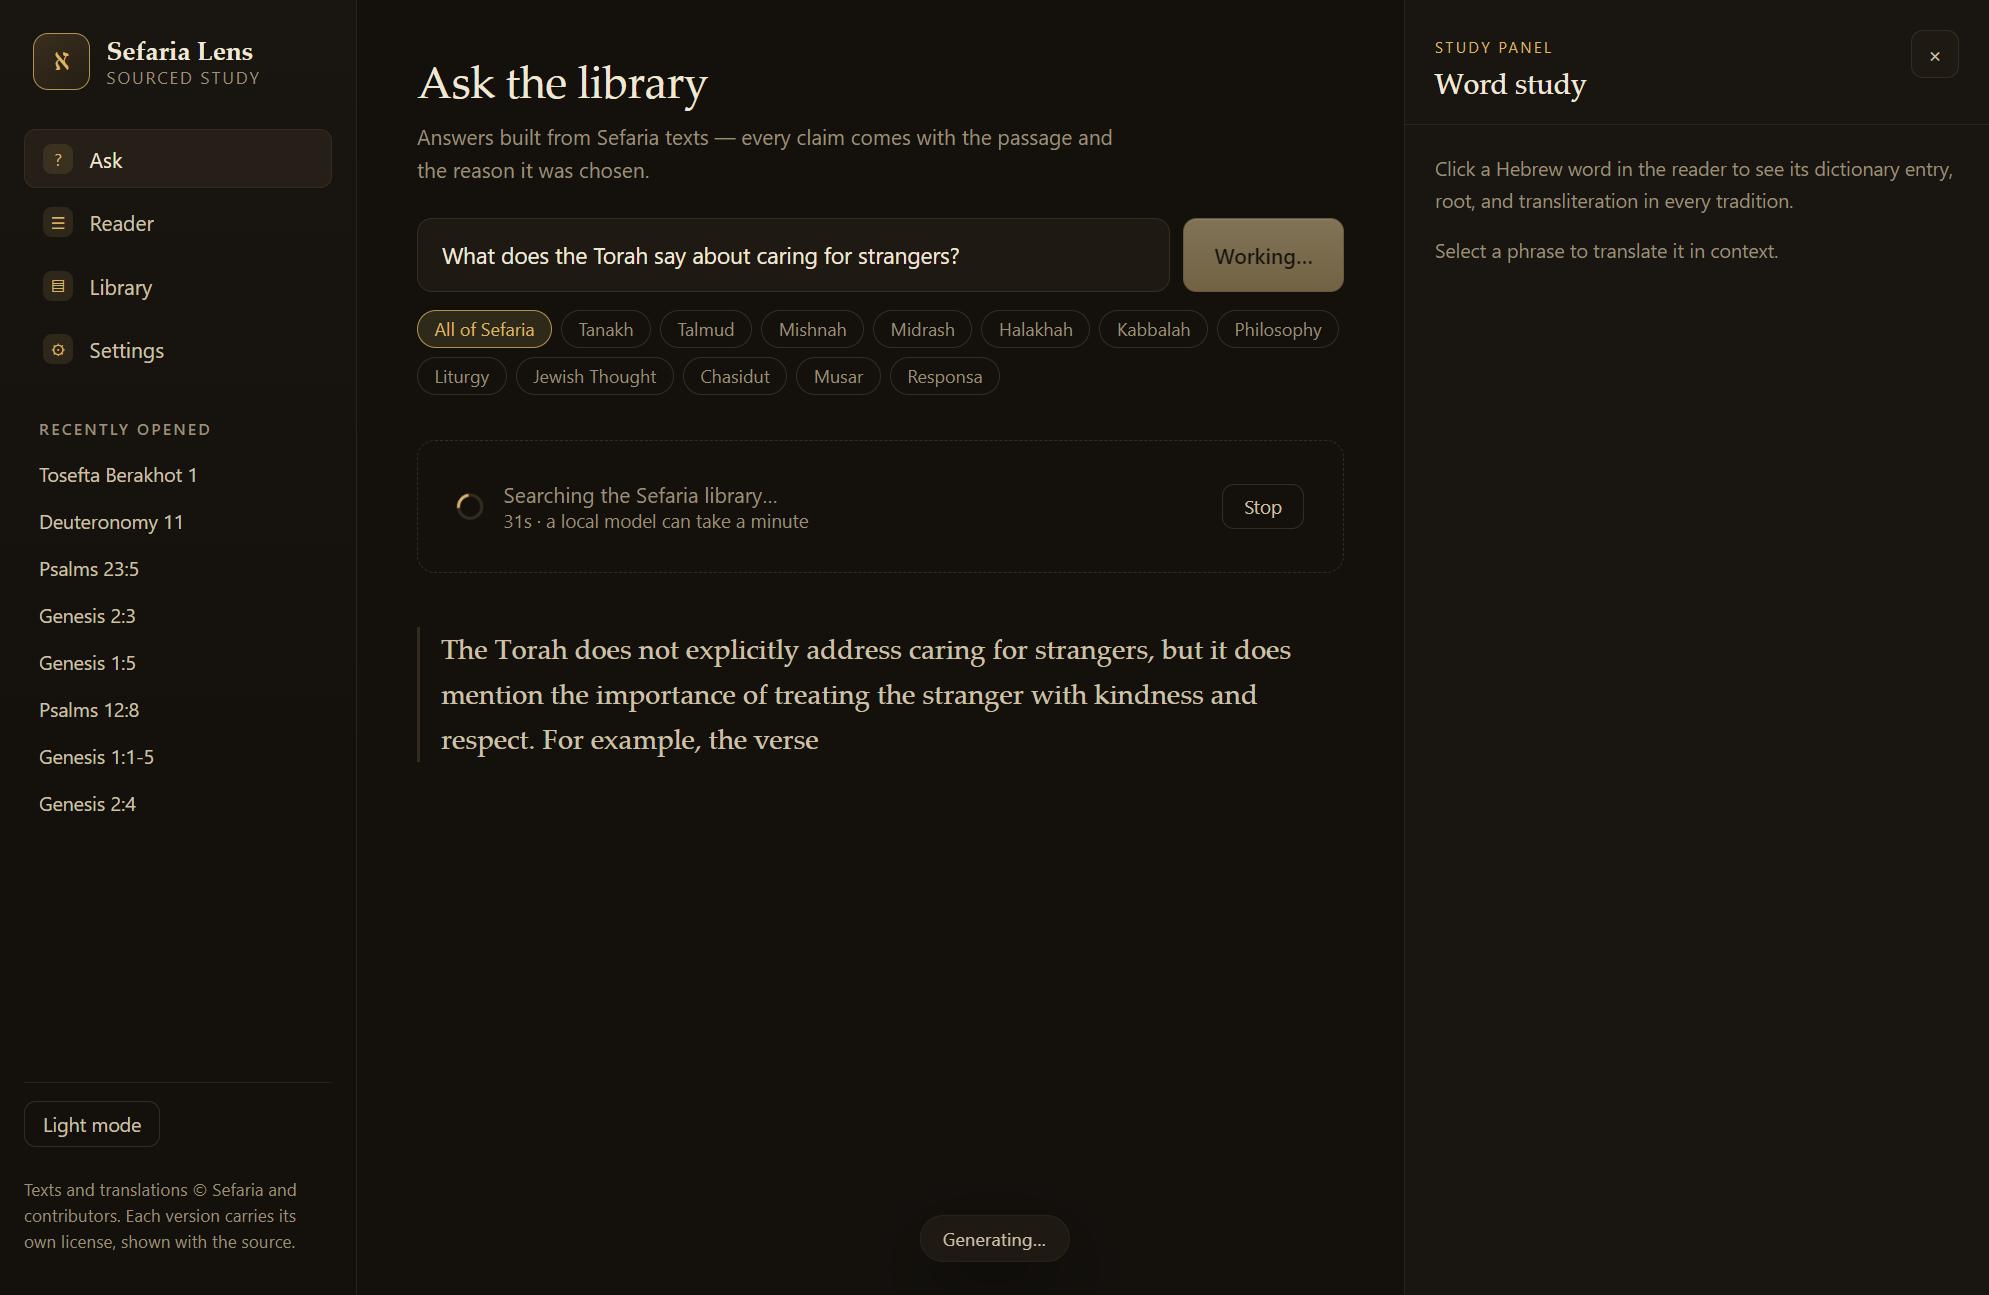 א
Sefaria Lens
SOURCED STUDY
? Ask
Reader
Library
Settings
RECENTLY OPENED
Tosefta Berakhot 1
Deuteronomy 11
Psalms 23:5
Genesis 2:3
Genesis 1:5
Psalms 12:8
Genesis 1:1-5
Genesis 2:4
Light mode
Texts and translations © Sefaria and
contributors. Each version carries its
own license, shown with the source.
Ask the library
Answers built from Sefaria texts — every claim comes with the passage and
the reason it was chosen.
What does the Torah say about caring for strangers?
Working...
All of Sefaria Tanakh Talmud Mishnah Midrash Halakhah Kabbalah Philosophy
Liturgy Jewish Thought Chasidut Musar Responsa
Searching the Sefaria library...
31s · a local model can take a minute
Stop
The Torah does not explicitly address caring for strangers, but it does
mention the importance of treating the stranger with kindness and
respect. For example, the verse
Generating...
STUDY PANEL
Word study
×
Click a Hebrew word in the reader to see its dictionary entry,
root, and transliteration in every tradition.
Select a phrase to translate it in context.